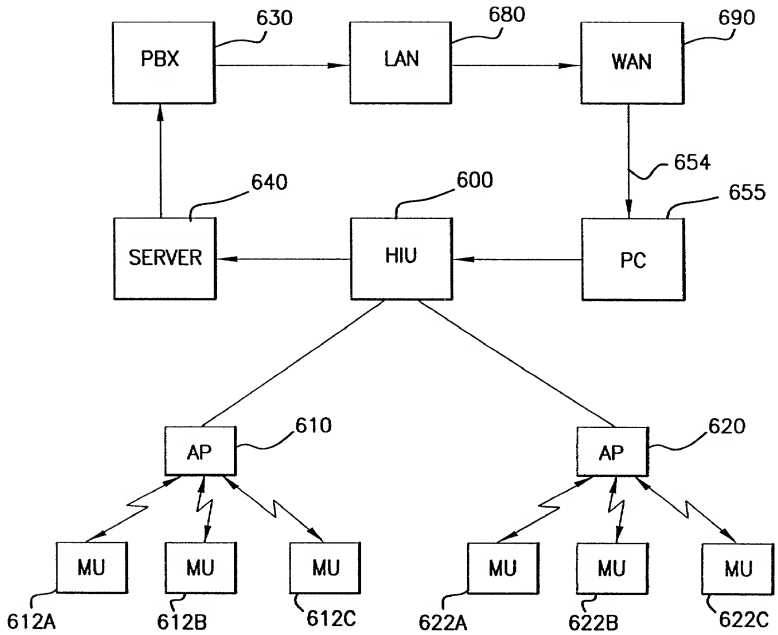 630
680
690
PBX
LAN
WAN
654
640
600
655
SERVER
HIU
PC
610
620
AP
AP
MU
MU
MU
MU
MU
MU
612A
612B
612C
622A
622B
622C